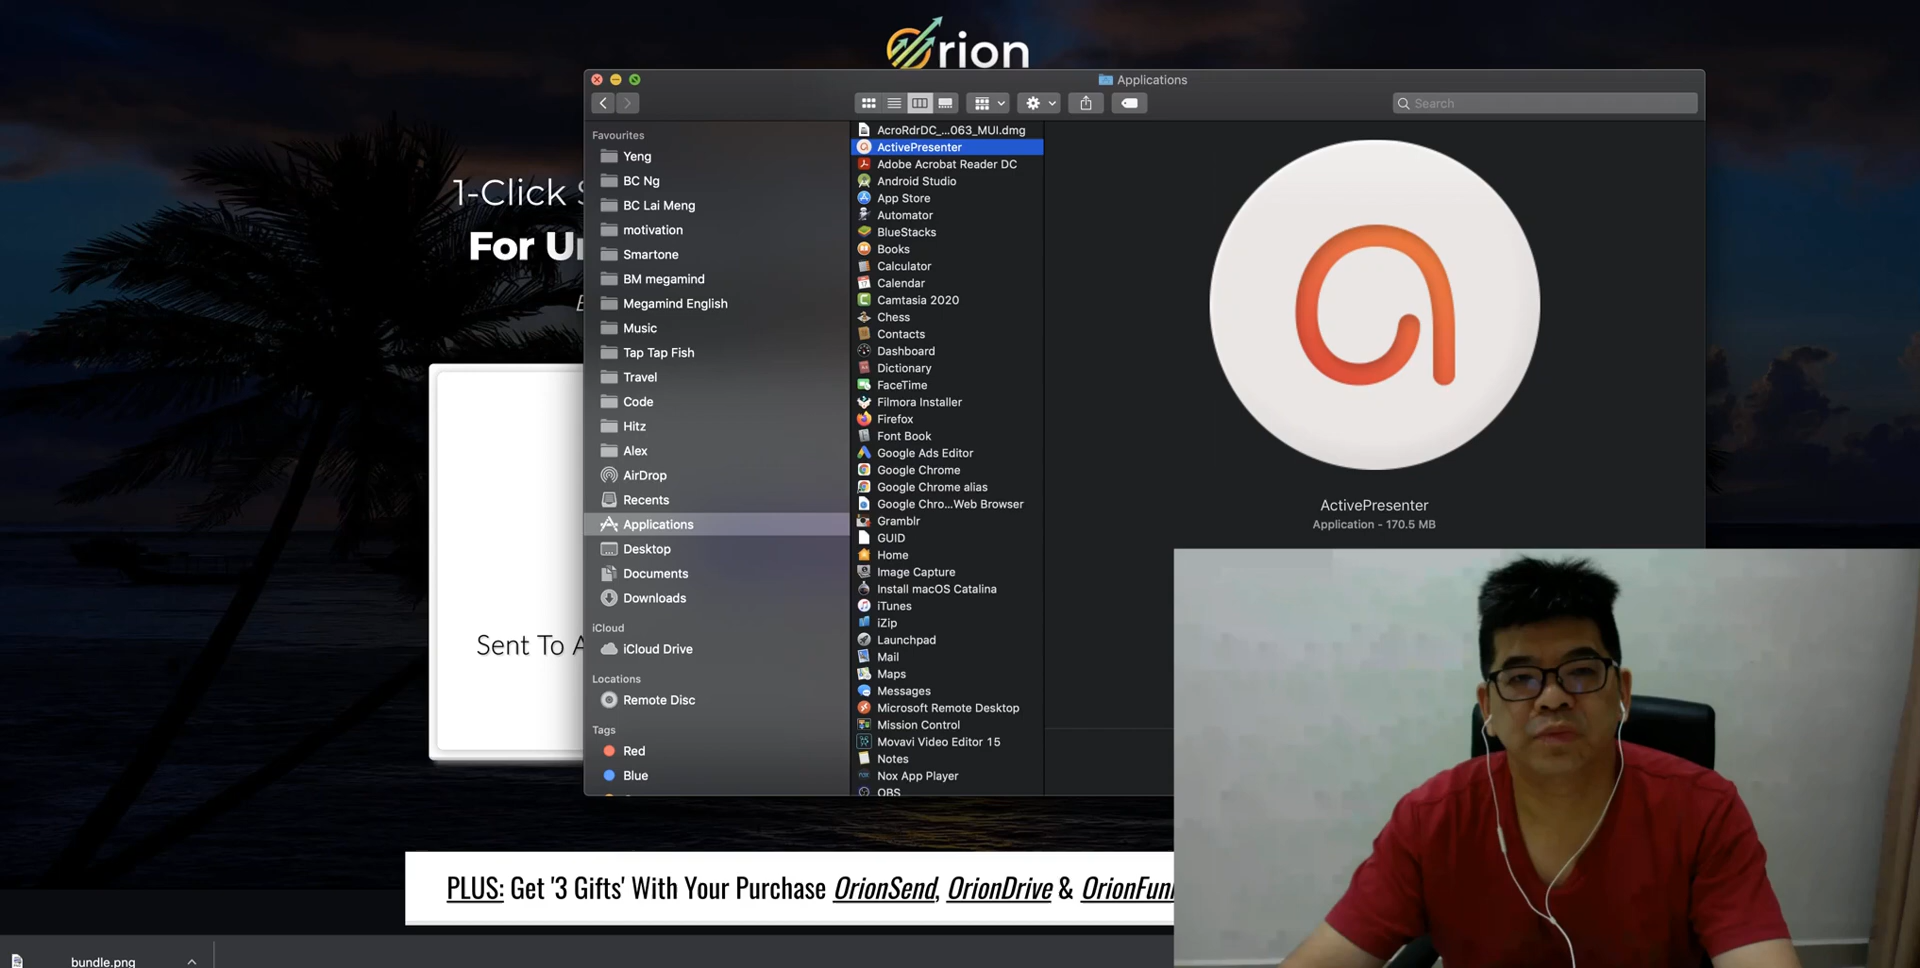 Orion
Applications
Search
1-Click
For
Sent To
Favourites
Yeng
BC Ng
BC Lai Meng
motivation
Smartone
BM megamind
Megamind English
Music
Tap Tap Fish
Travel
Code
Hitz
Alex
AirDrop
Recents
Applications
Desktop
Documents
Downloads
iCloud
iCloud Drive
Locations
Remote Disc
Tags
Red
Blue
AcroRdrDC_...063_MUI.dmg
ActivePresenter
Adobe Acrobat Reader DC
Android Studio
App Store
Automator
BlueStacks
Books
Calculator
Calendar
Camtasia 2020
Chess
Contacts
Dashboard
Dictionary
FaceTime
Filmora Installer
Firefox
Font Book
Google Ads Editor
Google Chrome
Google Chrome alias
Google Chro...Web Browser
Gramblr
GUID
Home
Image Capture
Install macOS Catalina
iTunes
iZip
Launchpad
Mail
Maps
Messages
Microsoft Remote Desktop
Mission Control
Movavi Video Editor 15
Notes
Nox App Player
OBS
ActivePresenter
Application - 170.5 MB
PLUS: Get '3 Gifts' With Your Purchase OrionSend, OrionDrive &
bundle.png